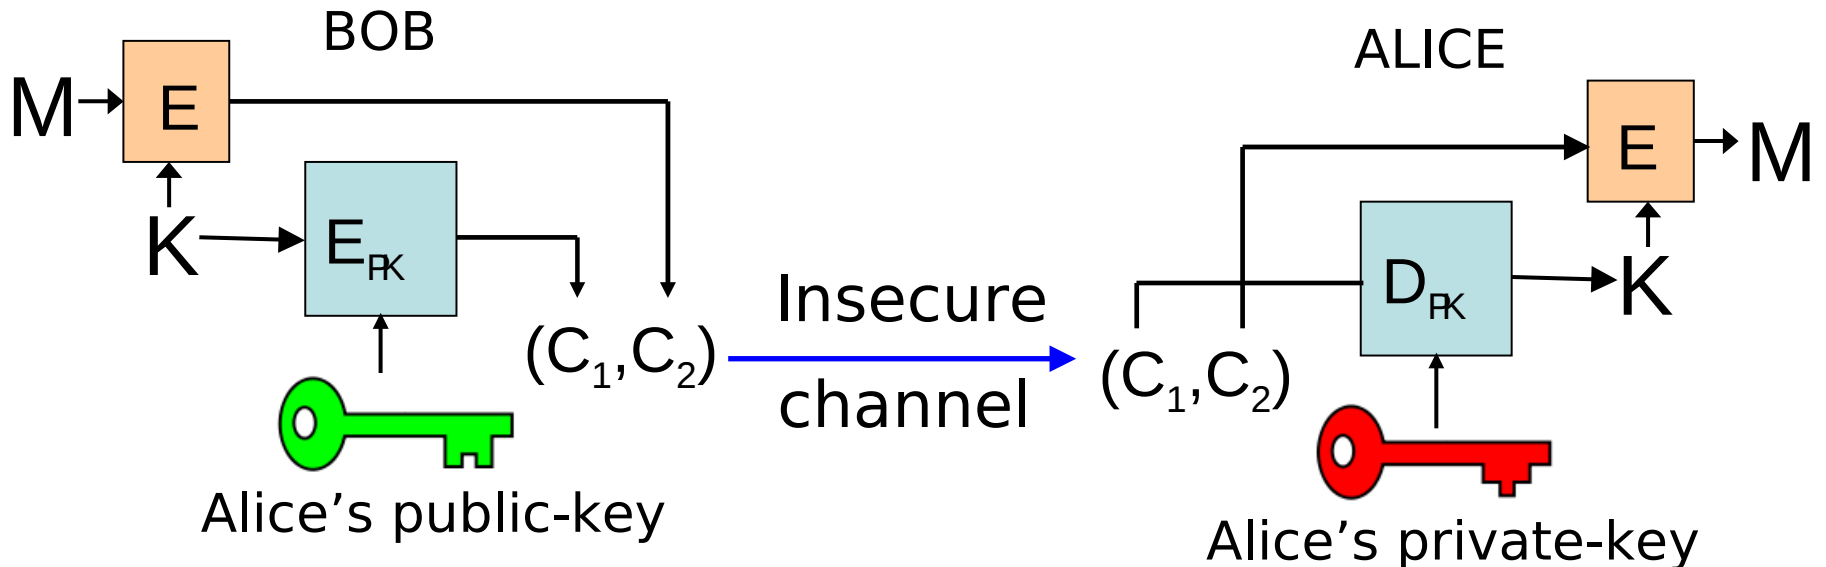 BOB
M
E
K
E_PK
(C₁,C₂)
Alice’s public-key
Insecure
channel
ALICE
E
M
D_PK
K
(C₁,C₂)
Alice’s private-key